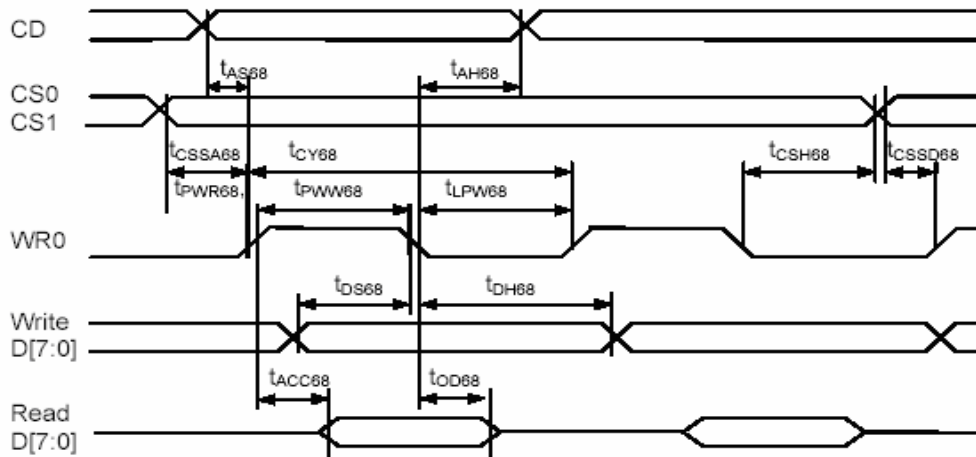 CD
tAS68 tAH68
CS0
CS1
tCSSA68 tCY68 tCSH68 tCSSD68
tPWR68, tPWW68 tLPW68
WR0
tDS68 tDH68
Write
D[7:0]
tACC68 tOD68
Read
D[7:0]